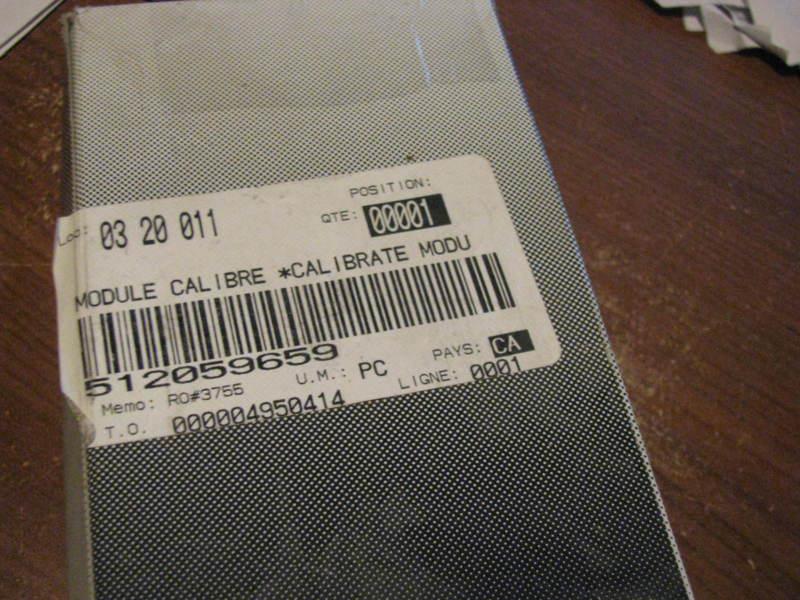 POSITION:
Loc: 03 20 011 QTE: 00001
MODULE CALIBRE *CALIBRATE MODU
512059659
PAYS: CA
Memo: RO#3755 U.M.: PC
LIGNE: 0001
T.O. 000004950414